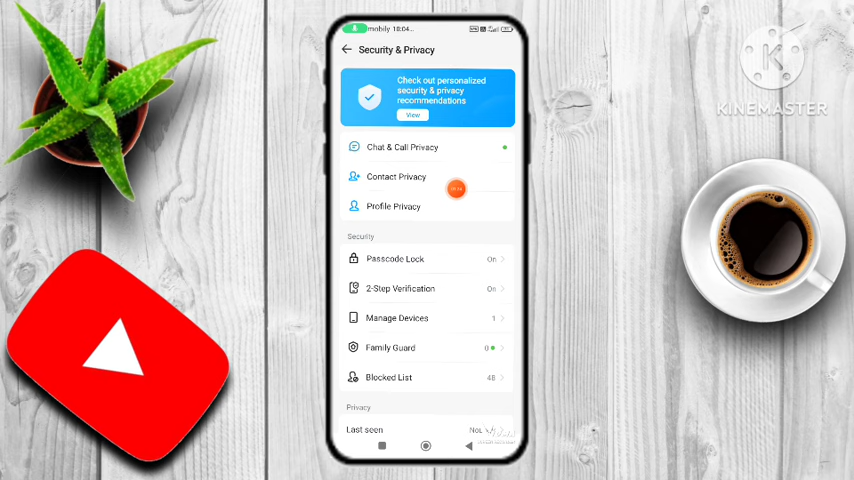 mobily 10:04...
Security & Privacy
Check out personalized
security & privacy
recommendations
View
Chat & Call Privacy
Contact Privacy
Profile Privacy
Security
Passcode Lock On
2-Step Verification On
Manage Devices 1
Family Guard 0
Blocked List 48
Privacy
Last seen
K
KINEMASTER